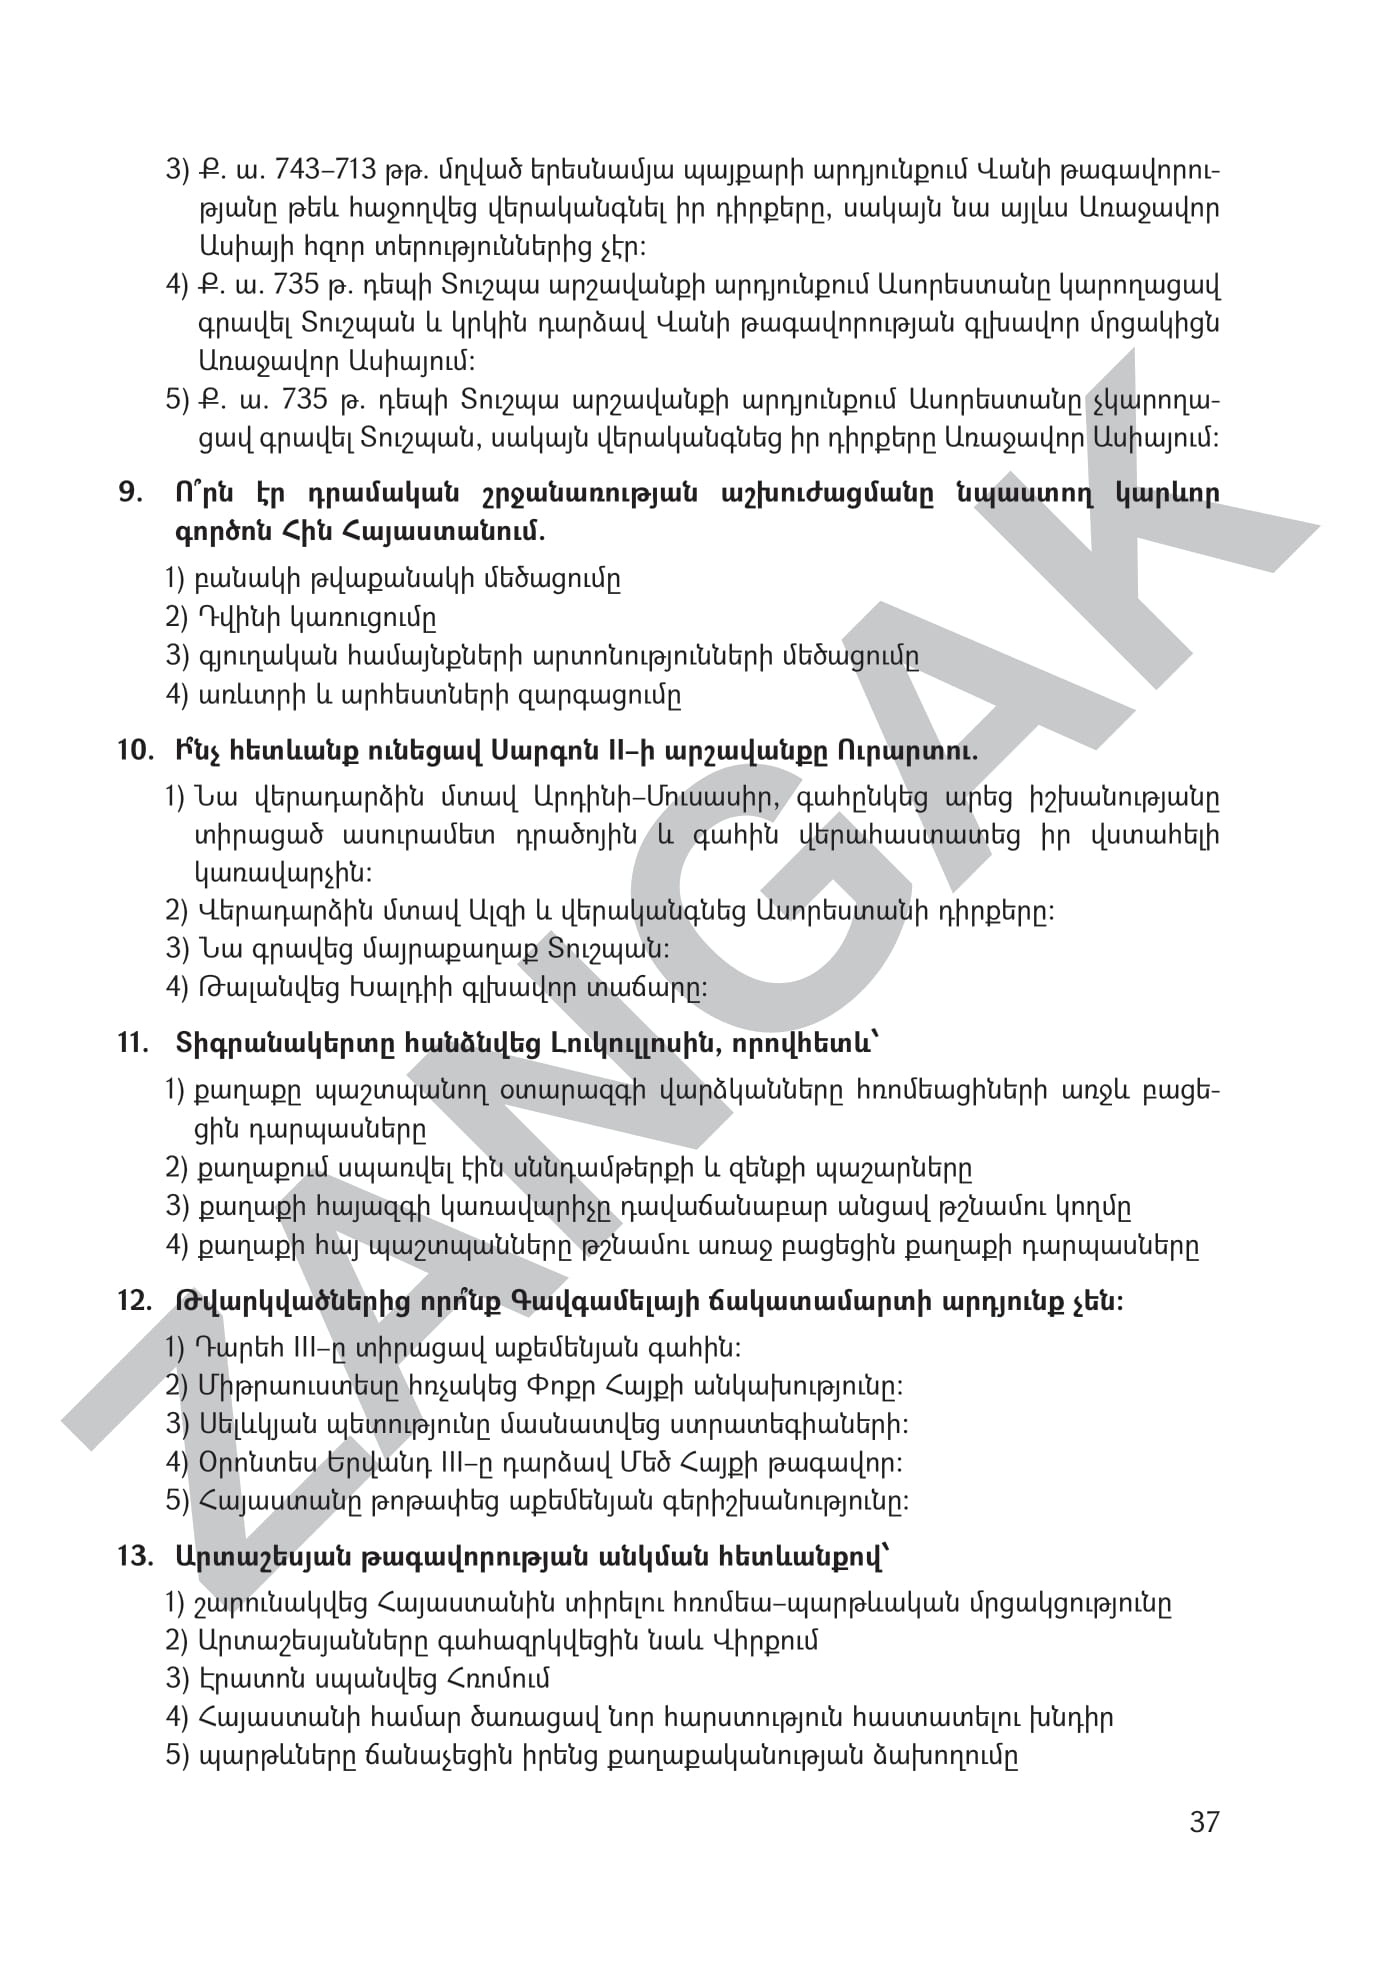 3) Ք. ա. 743–713 թթ. մղված երեսնամյա պայքարի արդյունքում Վանի թագավորու-
թյանը թեև հաջողվեց վերականգնել իր դիրքերը, սակայն նա այլևս Առաջավոր
Ասիայի հզոր տերություններից չէր:
4) Ք. ա. 735 թ. դեպի Տուշպա արշավանքի արդյունքում Ասորեստանը կարողացավ
գրավել Տուշպան և կրկին դարձավ Վանի թագավորության գլխավոր մրցակիցն
Առաջավոր Ասիայում:
5) Ք. ա. 735 թ. դեպի Տուշպա արշավանքի արդյունքում Ասորեստանը չկարողա-
ցավ գրավել Տուշպան, սակայն վերականգնեց իր դիրքերը Առաջավոր Ասիայում:
9. Ո՞րն էր դրամական շրջանառության աշխուժացմանը նպաստող կարևոր
գործոն Հին Հայաստանում.
1) բանակի թվաքանակի մեծացումը
2) Դվինի կառուցումը
3) գյուղական համայնքների արտոնությունների մեծացումը
4) առևտրի և արհեստների զարգացումը
10. Ի՞նչ հետևանք ունեցավ Սարգոն II–ի արշավանքը Ուրարտու.
1) Նա վերադարձին մտավ Արդինի–Մուսասիր, գահընկեց արեց իշխանությանը
տիրացած ասուրամետ դրածոյին և գահին վերահաստատեց իր վստահելի
կառավարչին:
2) Վերադարձին մտավ Ալզի և վերականգնեց Ասորեստանի դիրքերը:
3) Նա գրավեց մայրաքաղաք Տուշպան:
4) Թալանվեց Խալդիի գլխավոր տաճարը:
11. Տիգրանակերտը հանձնվեց Լուկուլլոսին, որովհետև՝
1) քաղաքը պաշտպանող օտարազգի վարձկանները հռոմեացիների առջև բացե-
ցին դարպասները
2) քաղաքում սպառվել էին սննդամթերքի և զենքի պաշարները
3) քաղաքի հայազգի կառավարիչը դավաճանաբար անցավ թշնամու կողմը
4) քաղաքի հայ պաշտպանները թշնամու առաջ բացեցին քաղաքի դարպասները
12. Թվարկվածներից որո՞նք Գավգամելայի ճակատամարտի արդյունք չեն:
1) Դարեհ III–ը տիրացավ աքեմենյան գահին:
2) Միթրաուստեսը հռչակեց Փոքր Հայքի անկախությունը:
3) Սելևկյան պետությունը մասնատվեց ստրատեգիաների:
4) Օրոնտես Երվանդ III–ը դարձավ Մեծ Հայքի թագավոր:
5) Հայաստանը թոթափեց աքեմենյան գերիշխանությունը:
13. Արտաշեսյան թագավորության անկման հետևանքով՝
1) շարունակվեց Հայաստանին տիրելու հռոմեա–պարթևական մրցակցությունը
2) Արտաշեսյանները գահազրկվեցին նաև Վիրքում
3) Էրատոն սպանվեց Հռոմում
4) Հայաստանի համար ծառացավ նոր հարստություն հաստատելու խնդիր
5) պարթևները ճանաչեցին իրենց քաղաքականության ձախողումը
37
ZANGAK